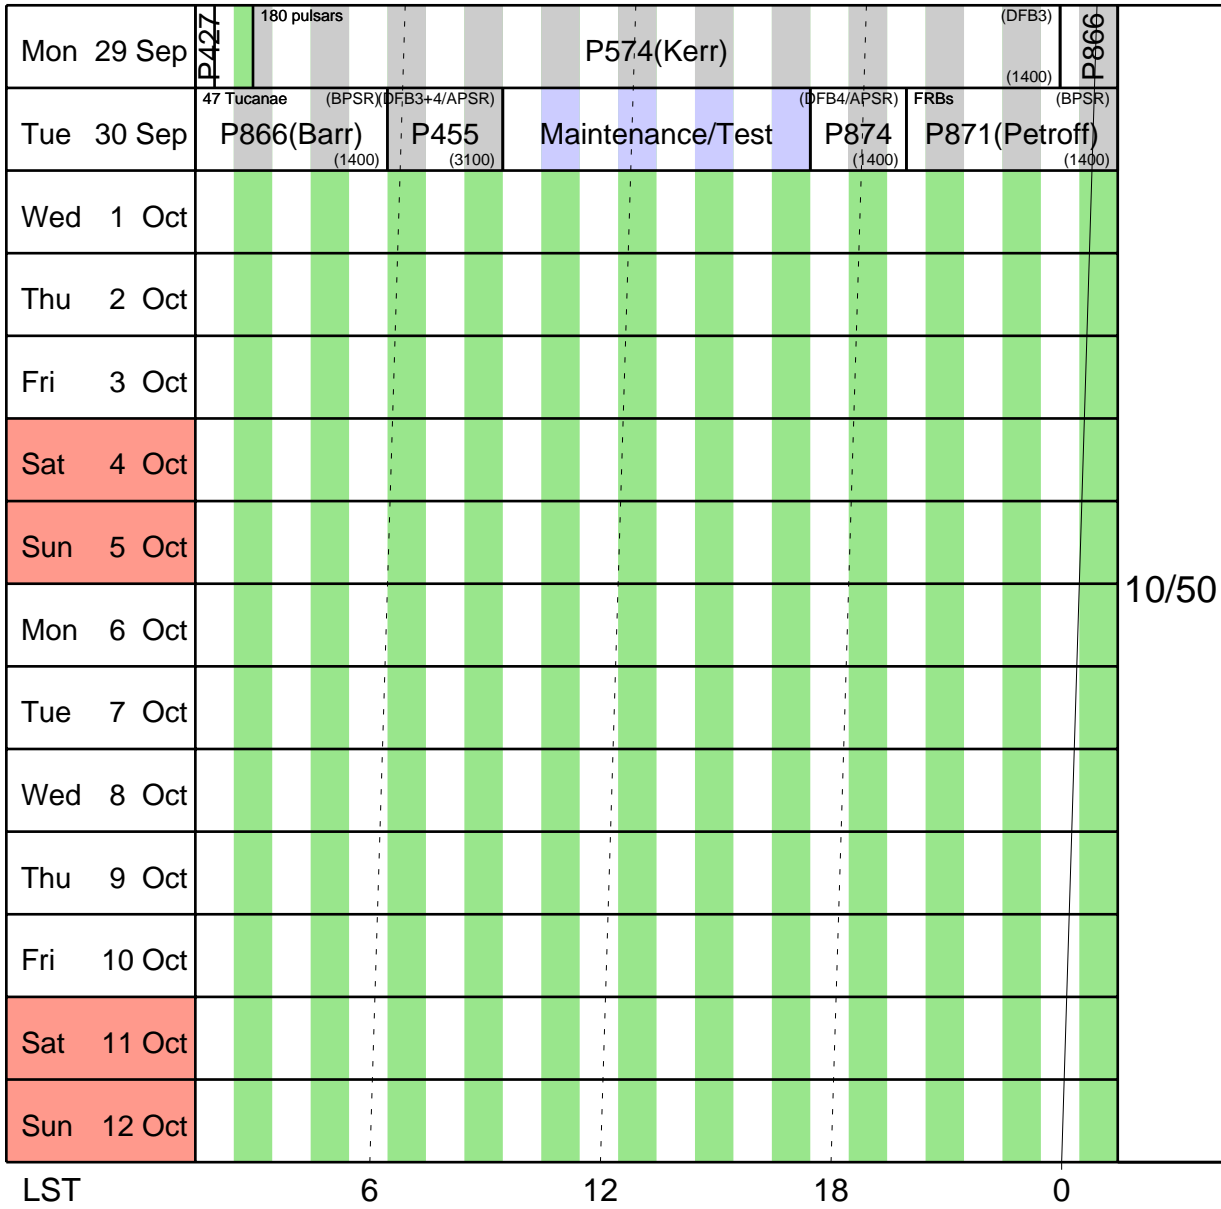 180 pulsars (DFB3)
Mon 29 Sep P427 P574(Kerr) P866
(1400)
47 Tucanae (BPSR) (DFB3+4/APSR) (DFB4/APSR) FRBs (BPSR)
Tue 30 Sep P866(Barr) P455 Maintenance/Test P874 P871(Petroff)
(1400) (3100) (1400) (1400)
Wed 1 Oct
Thu 2 Oct
Fri 3 Oct
Sat 4 Oct
Sun 5 Oct
10/50
Mon 6 Oct
Tue 7 Oct
Wed 8 Oct
Thu 9 Oct
Fri 10 Oct
Sat 11 Oct
Sun 12 Oct
LST 6 12 18 0